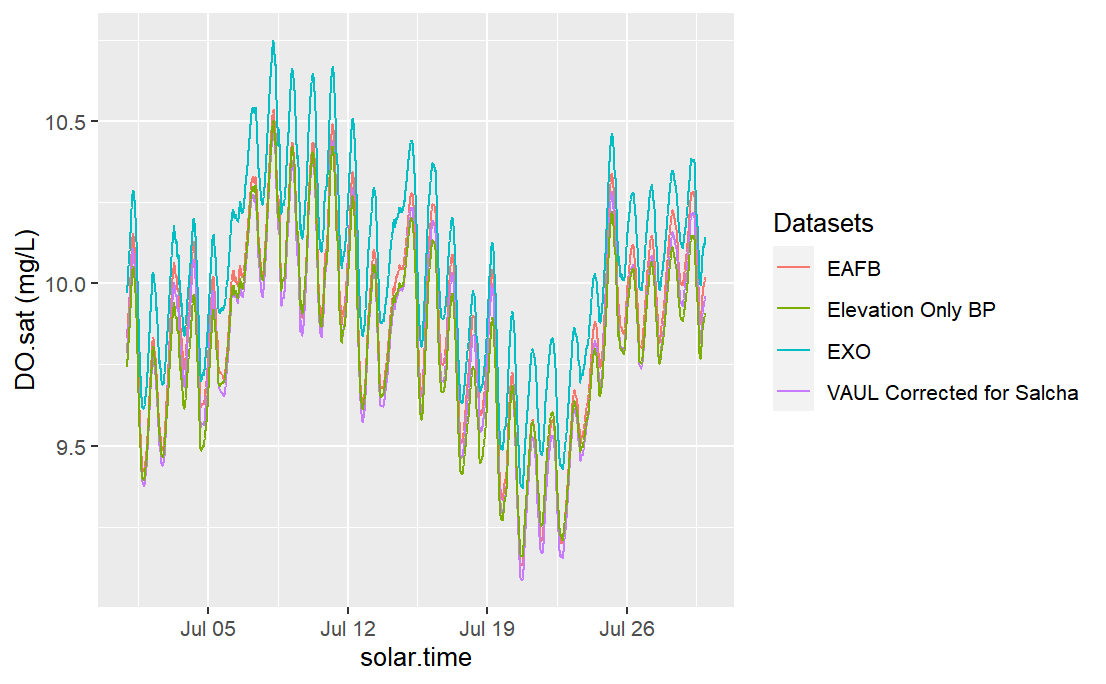 DO.sat (mg/L)
10.5
10.0
9.5
Jul 05
Jul 12
Jul 19
Jul 26
solar.time
Datasets
EAFB
Elevation Only BP
EXO
VAUL Corrected for Salcha